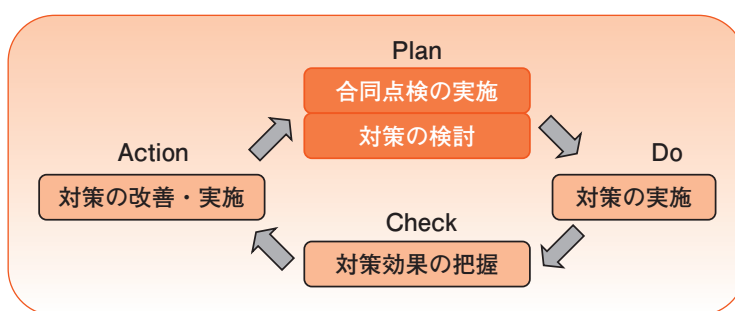 Plan
合同点検の実施
対策の検討
Action
対策の改善・実施
Do
対策の実施
Check
対策効果の把握